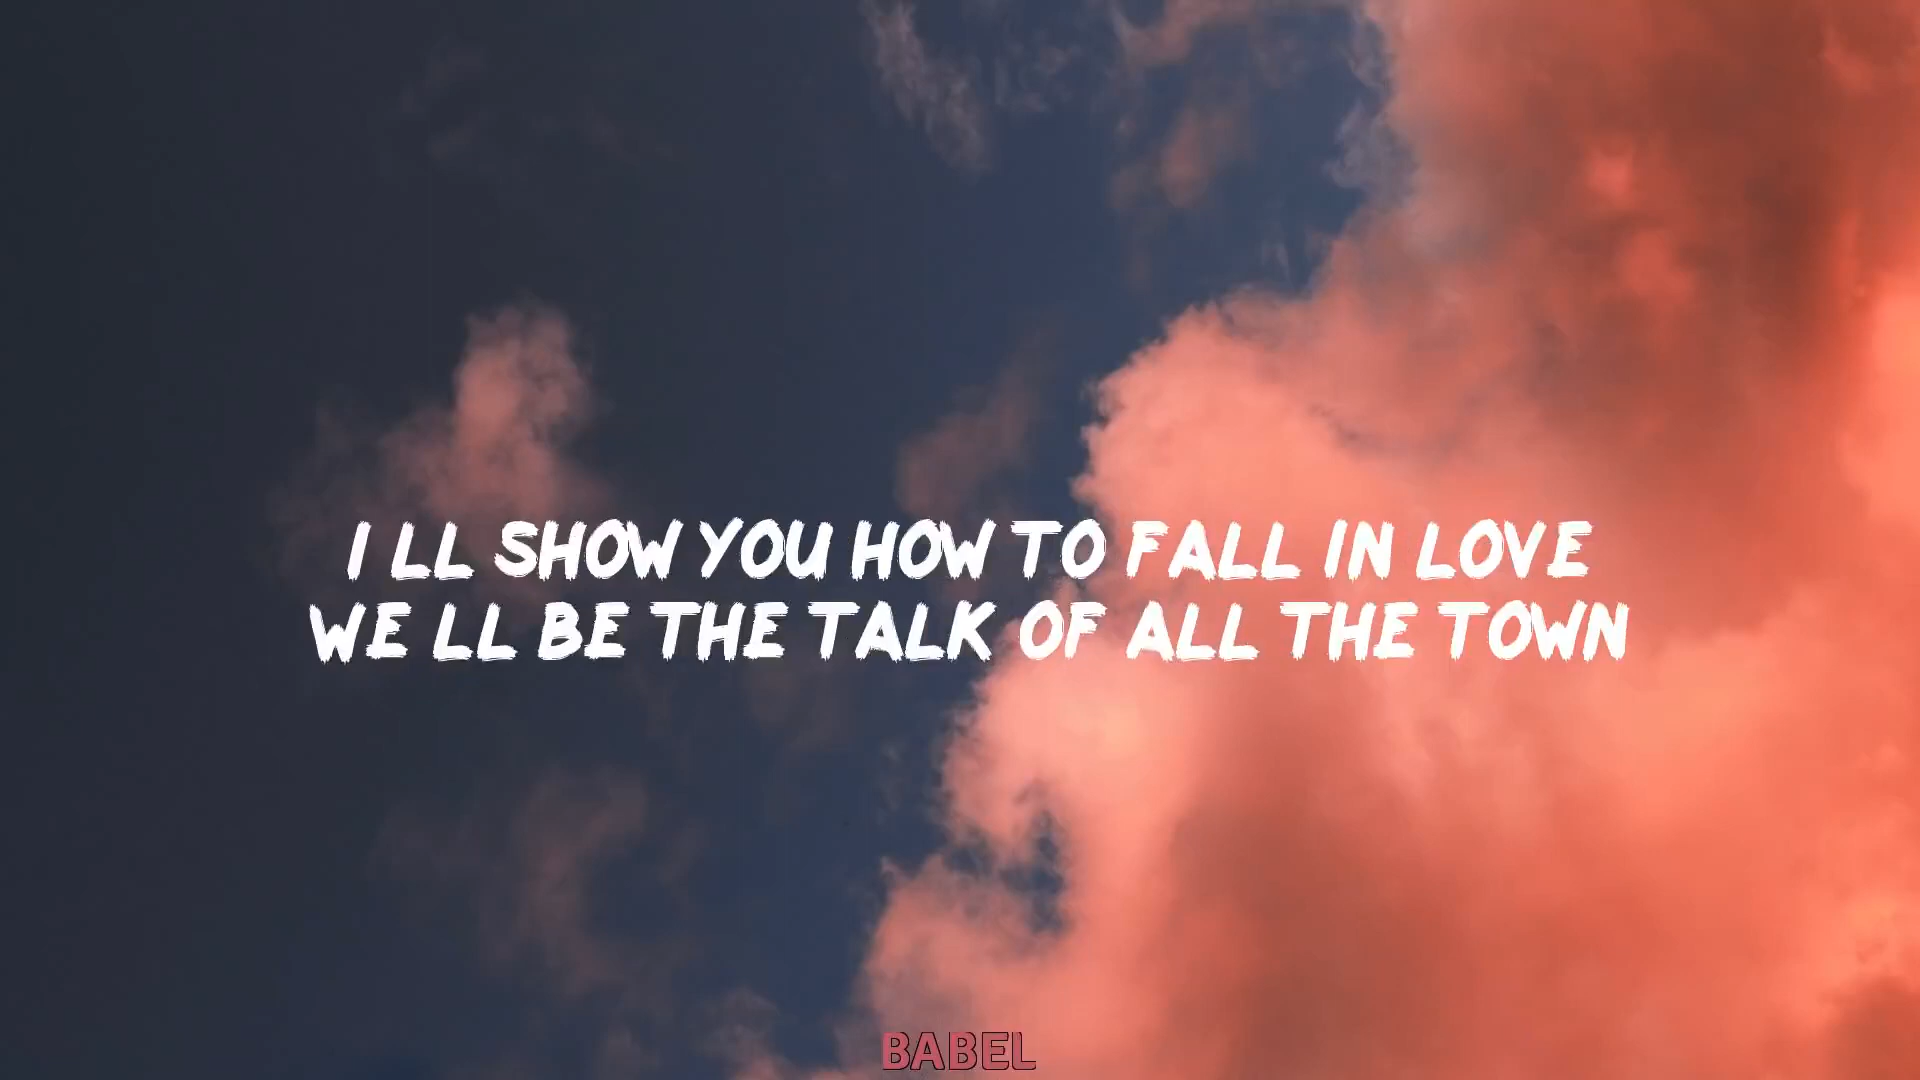 I LL SHOW YOU HOW TO FALL IN LOVE
WE LL BE THE TALK OF ALL THE TOWN
BABEL